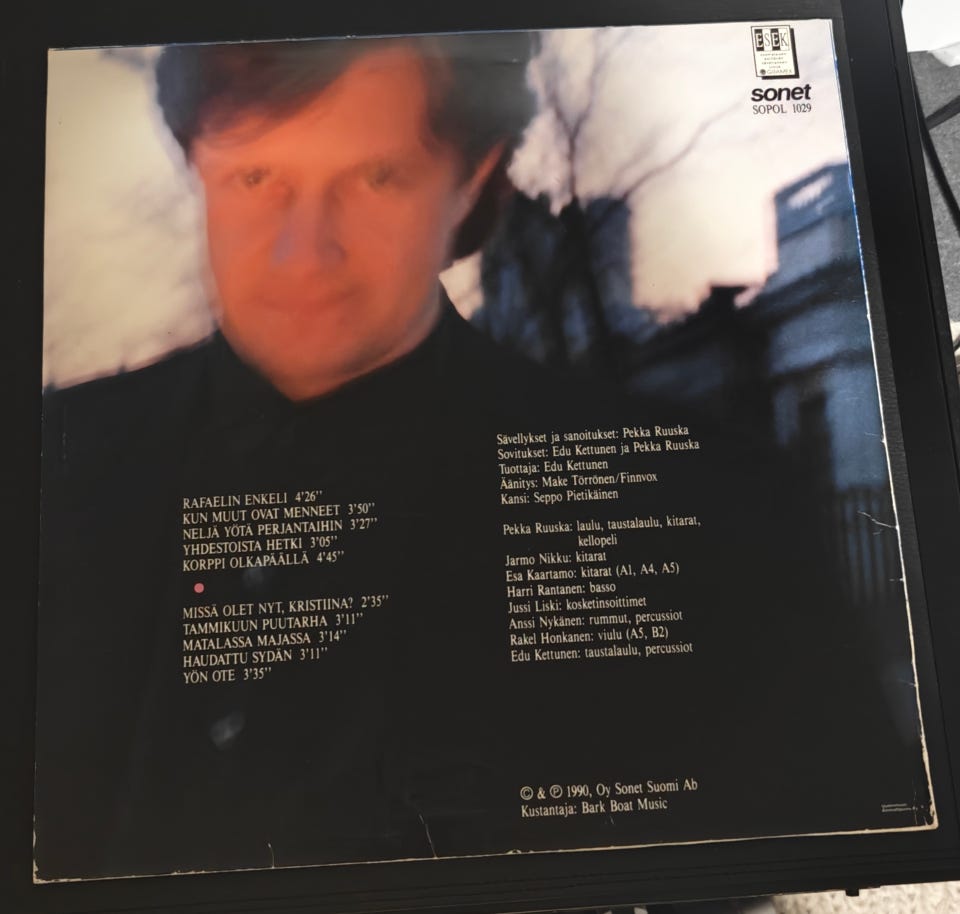 ESEK
GRAMEX
sonet
SOPOL 1029
Sävellykset ja sanoitukset: Pekka Ruuska
Sovitukset: Edu Kettunen ja Pekka Ruuska
Tuottaja: Edu Kettunen
Äänitys: Make Törrönen/Finnvox
Kansi: Seppo Pietikäinen
RAFAELIN ENKELI 4'26''
KUN MUUT OVAT MENNEET 3'50''
NELJÄ YÖTÄ PERJANTAIHIN 3'27''
YHDESTOISTA HETKI 3'05''
KORPPI OLKAPÄÄLLÄ 4'45''
MISSÄ OLET NYT, KRISTIINA? 2'35''
TAMMIKUUN PUUTARHA 3'11''
MATALASSA MAJASSA 3'14''
HAUDATTU SYDÄN 3'11''
YÖN OTE 3'35''
Pekka Ruuska: laulu, taustalaulu, kitarat,
kellopeli
Jarmo Nikku: kitarat
Esa Kaartamo: kitarat (A1, A4, A5)
Harri Rantanen: basso
Jussi Liski: kosketinsoittimet
Anssi Nykänen: rummut, percussiot
Rakel Honkanen: viulu (A5, B2)
Edu Kettunen: taustalaulu, percussiot
© & ℗ 1990, Oy Sonet Suomi Ab
Kustantaja: Bark Boat Music